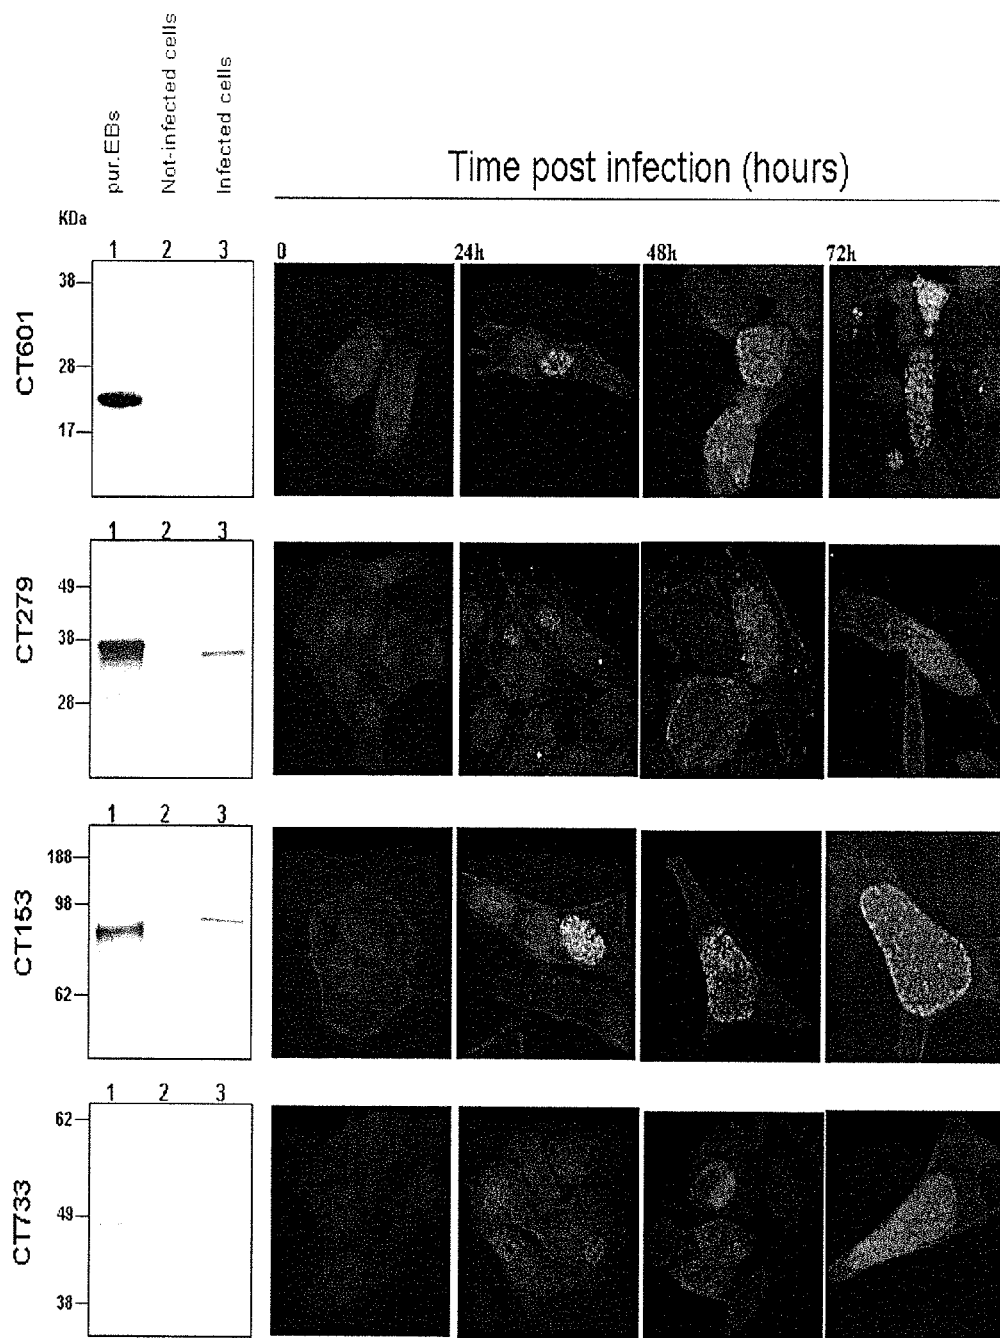 pur.EBs
Not-infected cells
Infected cells
Time post infection (hours)
KDa
1 2 3
0 24h 48h 72h
CT601
38
28
17
1 2 3
CT279
49
38
28
1 2 3
CT153
188
98
62
1 2 3
CT733
62
49
38